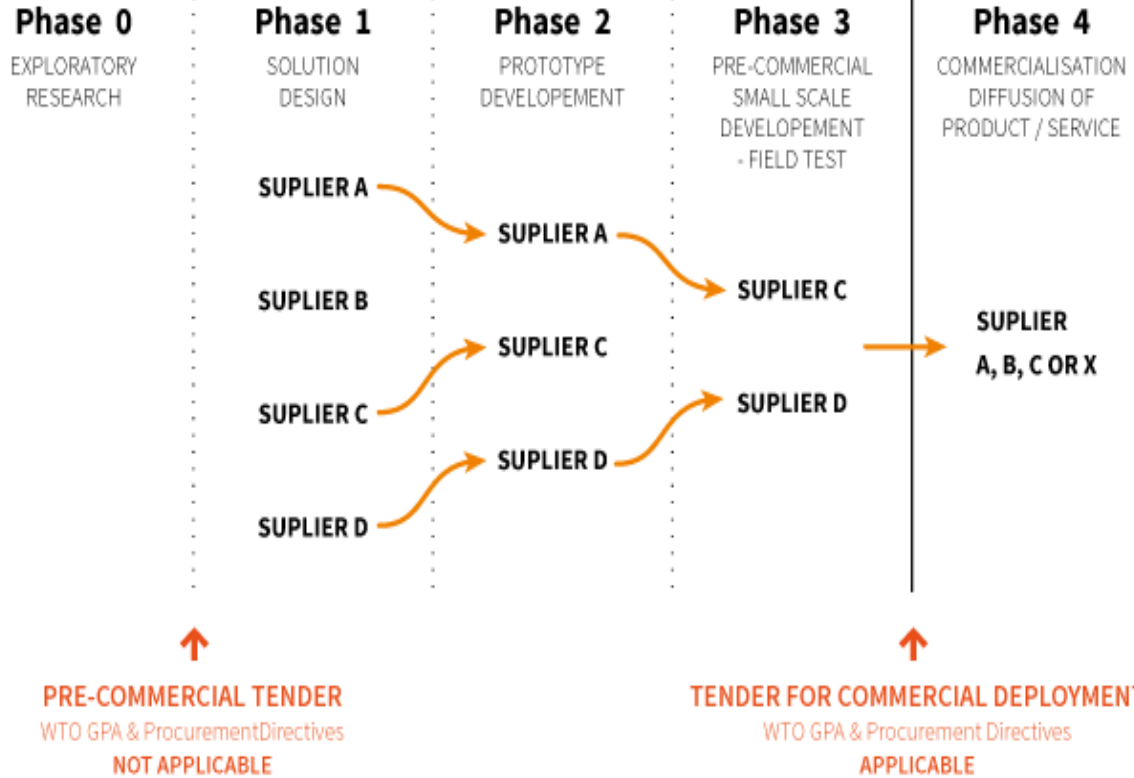 Phase 0
EXPLORATORY
RESEARCH
Phase 1
SOLUTION
DESIGN
Phase 2
PROTOTYPE
DEVELOPEMENT
Phase 3
PRE-COMMERCIAL
SMALL SCALE
DEVELOPEMENT
- FIELD TEST
Phase 4
COMMERCIALISATION
DIFFUSION OF
PRODUCT / SERVICE
SUPLIER A
SUPLIER B
SUPLIER C
SUPLIER D
SUPLIER A
SUPLIER C
SUPLIER D
SUPLIER C
SUPLIER D
SUPLIER
A, B, C OR X
PRE-COMMERCIAL TENDER
WTO GPA & ProcurementDirectives
NOT APPLICABLE
TENDER FOR COMMERCIAL DEPLOYMENT
WTO GPA & Procurement Directives
APPLICABLE